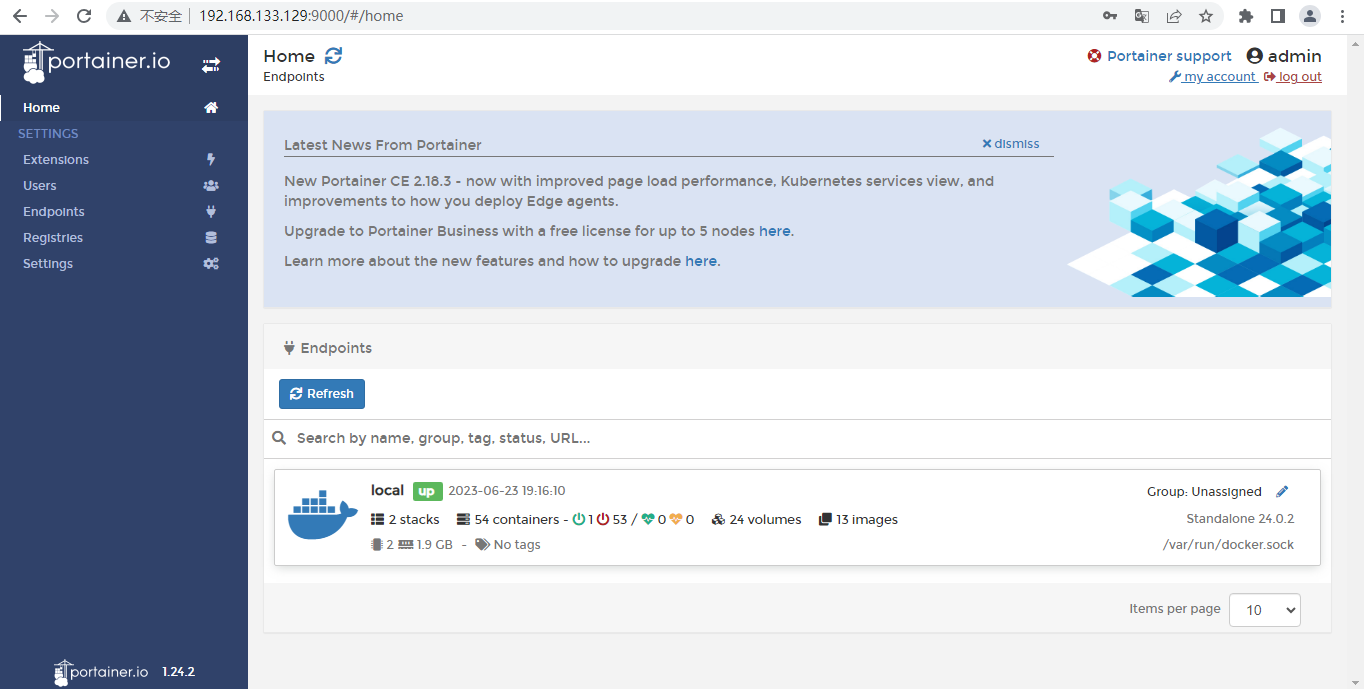 不安全 192.168.133.129:9000/#/home
portainer.io
Home
SETTINGS
Extensions
Users
Endpoints
Registries
Settings
portainer.io 1.24.2
Home
Endpoints
Portainer support admin
my account log out
Latest News From Portainer dismiss
New Portainer CE 2.18.3 - now with improved page load performance, Kubernetes services view, and
improvements to how you deploy Edge agents.
Upgrade to Portainer Business with a free license for up to 5 nodes here.
Learn more about the new features and how to upgrade here.
Endpoints
Refresh
Search by name, group, tag, status, URL...
local up 2023-06-23 19:16:10 Group: Unassigned
2 stacks 54 containers - 1 53 / 0 0 24 volumes 13 images Standalone 24.0.2
2 1.9 GB - No tags /var/run/docker.sock
Items per page 10